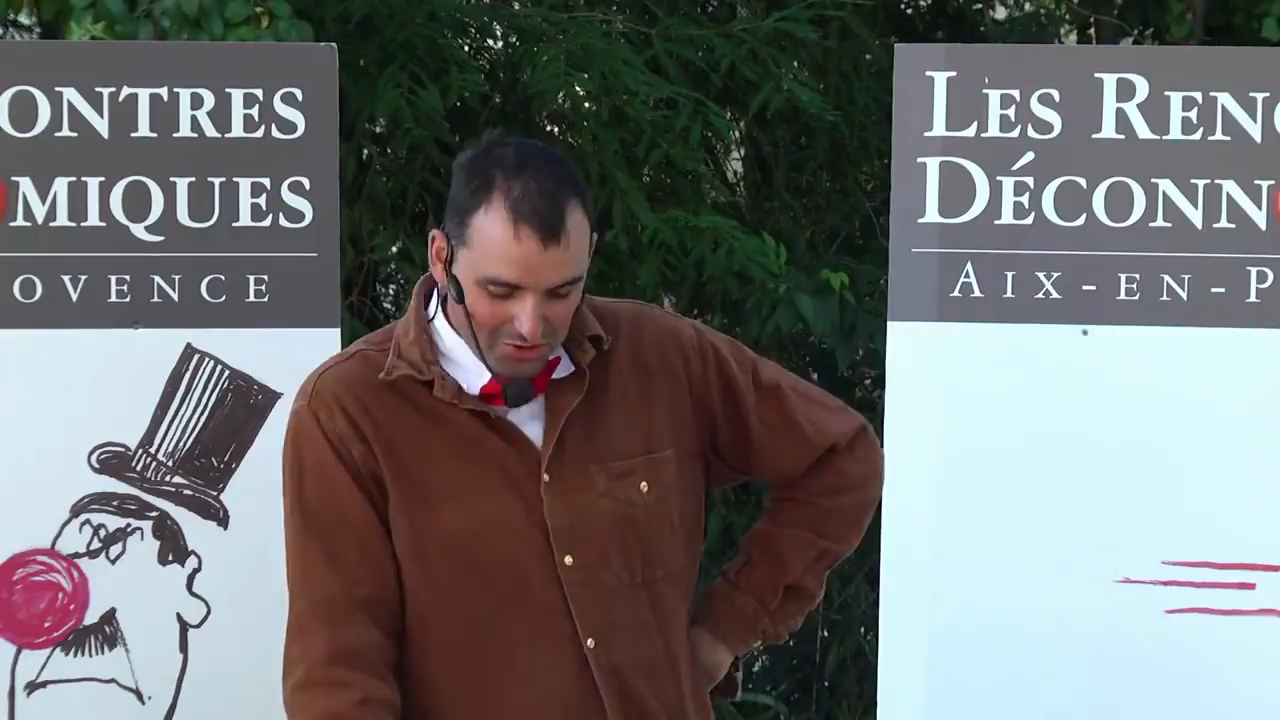 ONTRES
MIQUES
OVENCE
LES RENC
DÉCONN
AIX-EN-P